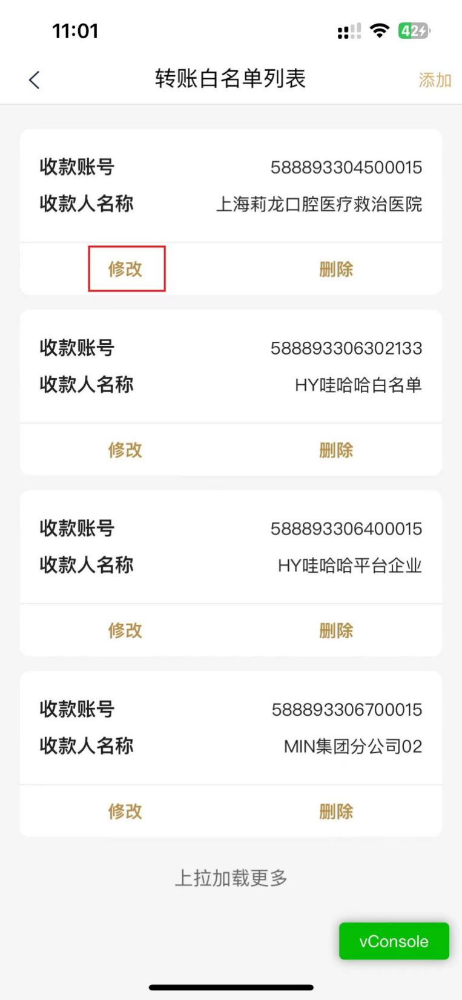 11:01
42
转账白名单列表
添加
收款账号 588893304500015
收款人名称 上海莉龙口腔医疗救治医院
修改 删除
收款账号 588893306302133
收款人名称 HY哇哈哈白名单
修改 删除
收款账号 588893306400015
收款人名称 HY哇哈哈平台企业
修改 删除
收款账号 588893306700015
收款人名称 MIN集团分公司02
修改 删除
上拉加载更多
vConsole